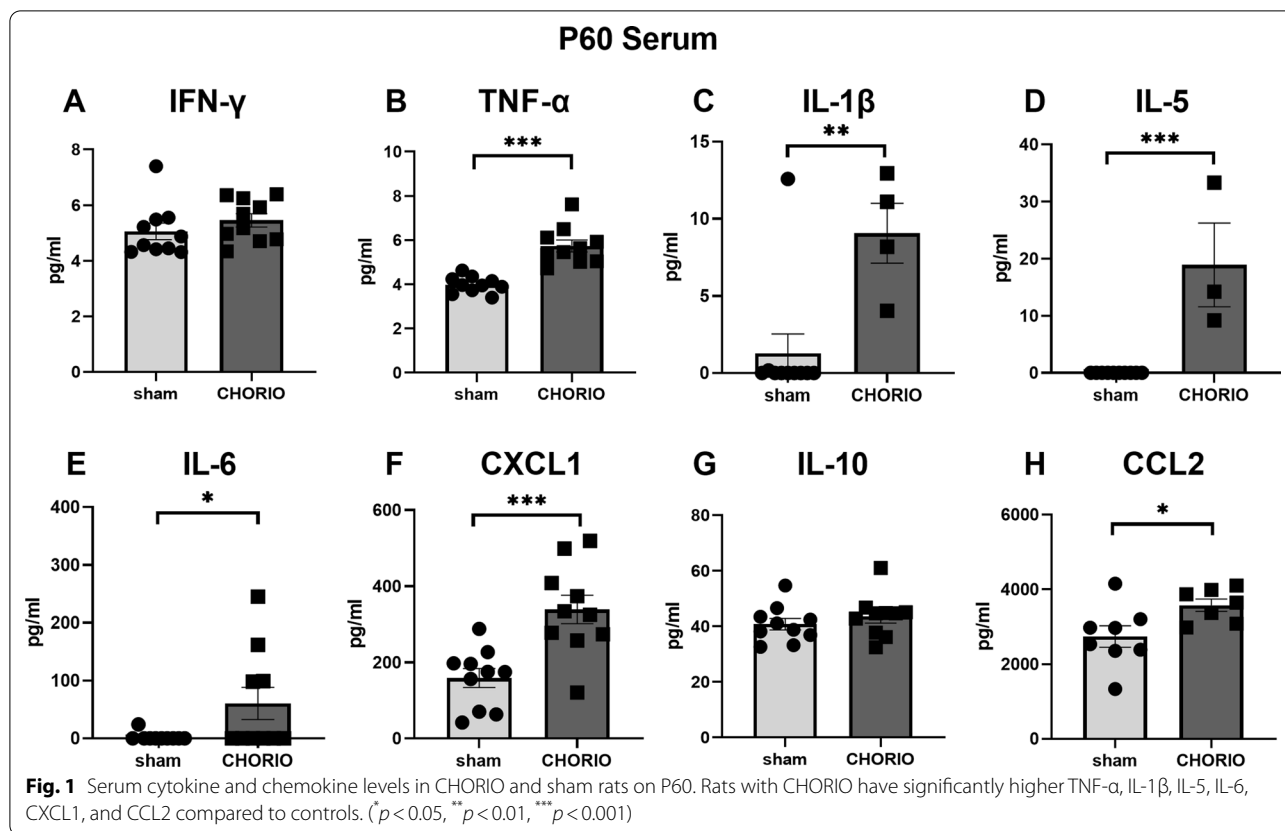 P60 Serum
A IFN-γ
8
6
4
2
0
pg/ml
sham CHORIO
B TNF-α
***
10
8
6
4
2
0
pg/ml
sham CHORIO
C IL-1β
**
15
10
5
0
pg/ml
sham CHORIO
D IL-5
***
40
30
20
10
0
pg/ml
sham CHORIO
E IL-6
*
400
300
200
100
0
pg/ml
sham CHORIO
F CXCL1
***
600
400
200
0
pg/ml
sham CHORIO
G IL-10
80
60
40
20
0
pg/ml
sham CHORIO
H CCL2
*
6000
4000
2000
0
pg/ml
sham CHORIO
Fig. 1 Serum cytokine and chemokine levels in CHORIO and sham rats on P60. Rats with CHORIO have significantly higher TNF-α, IL-1β, IL-5, IL-6,
CXCL1, and CCL2 compared to controls. (*p < 0.05, **p < 0.01, ***p < 0.001)